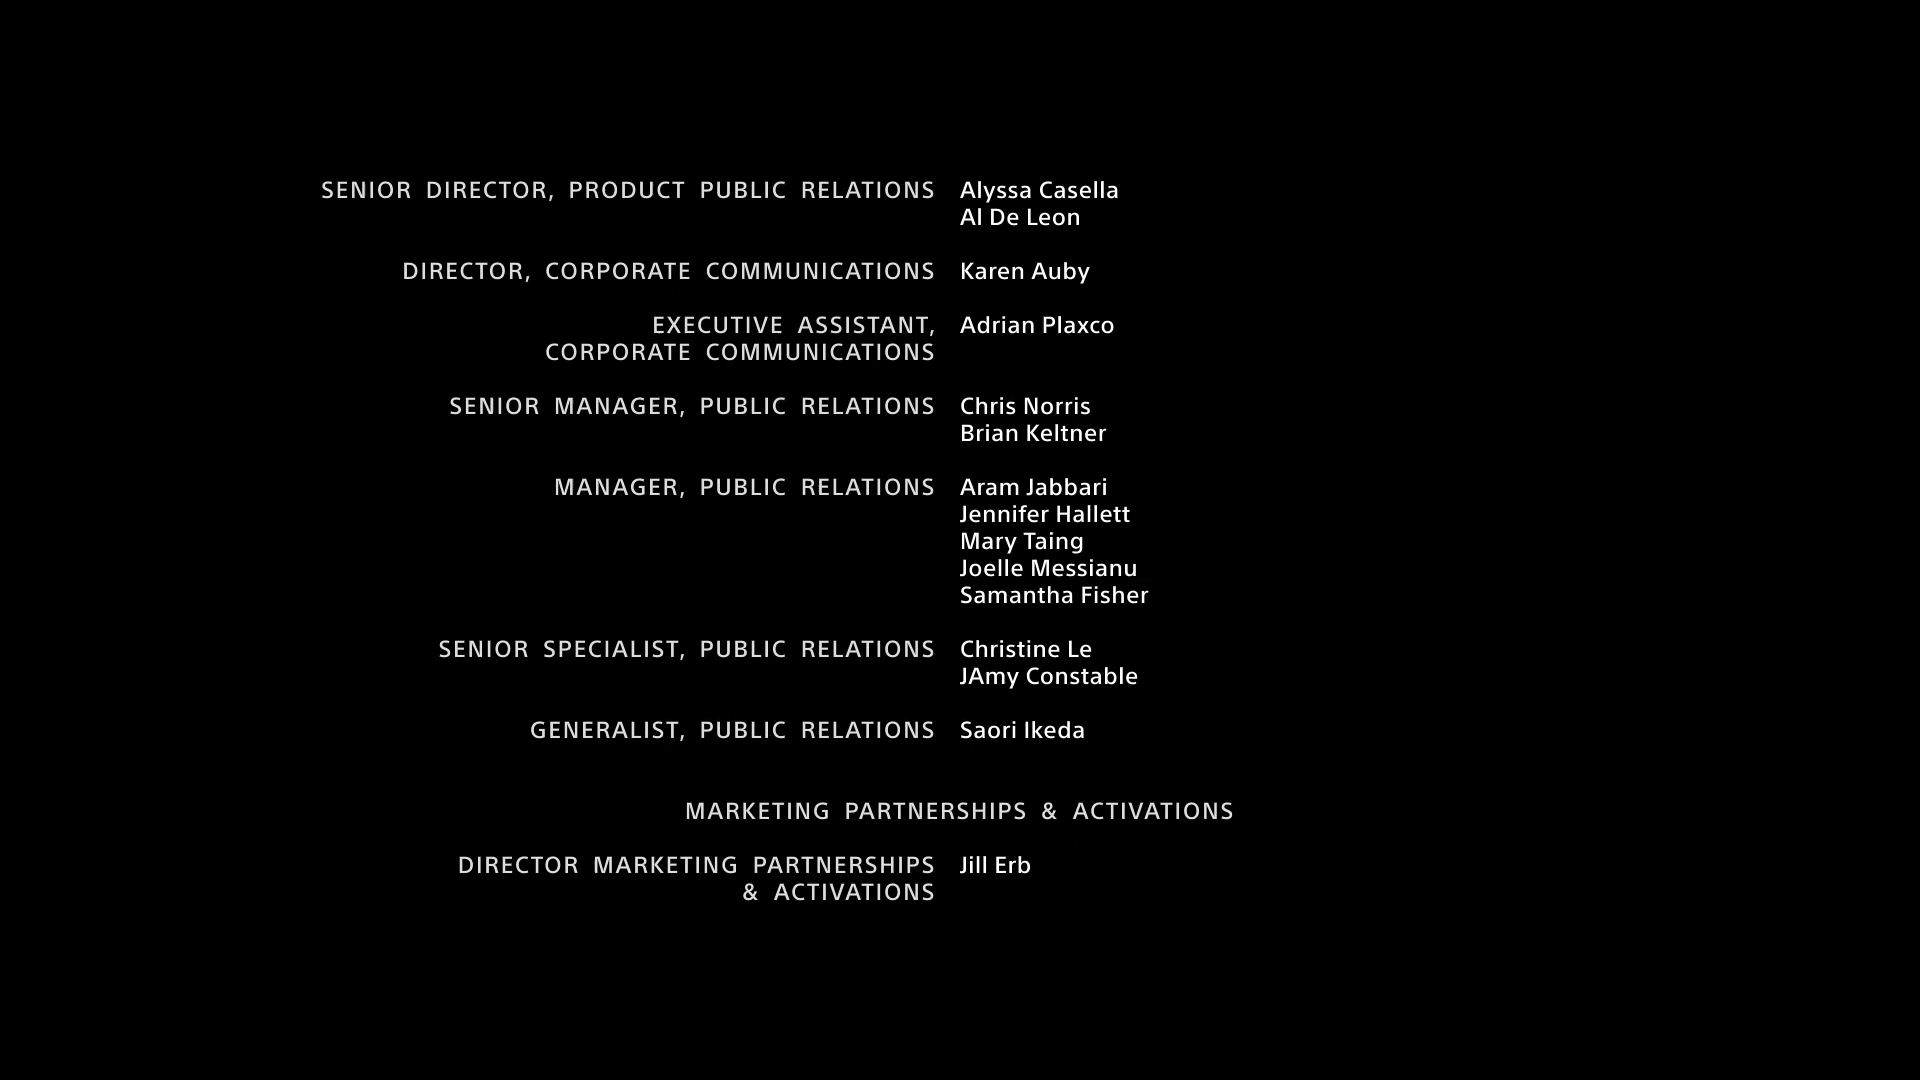 SENIOR DIRECTOR, PRODUCT PUBLIC RELATIONS Alyssa Casella
Al De Leon
DIRECTOR, CORPORATE COMMUNICATIONS Karen Auby
EXECUTIVE ASSISTANT, Adrian Plaxco
CORPORATE COMMUNICATIONS
SENIOR MANAGER, PUBLIC RELATIONS Chris Norris
Brian Keltner
MANAGER, PUBLIC RELATIONS Aram Jabbari
Jennifer Hallett
Mary Taing
Joelle Messianu
Samantha Fisher
SENIOR SPECIALIST, PUBLIC RELATIONS Christine Le
JAmy Constable
GENERALIST, PUBLIC RELATIONS Saori Ikeda
MARKETING PARTNERSHIPS & ACTIVATIONS
DIRECTOR MARKETING PARTNERSHIPS Jill Erb
& ACTIVATIONS